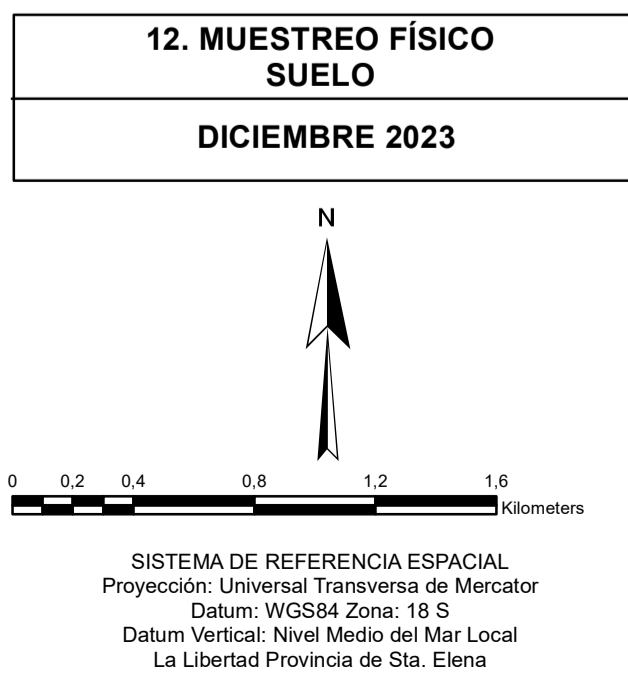 12. MUESTREO FÍSICO
SUELO
DICIEMBRE 2023
N
0 0,2 0,4 0,8 1,2 1,6
Kilometers
SISTEMA DE REFERENCIA ESPACIAL
Proyección: Universal Transversa de Mercator
Datum: WGS84 Zona: 18 S
Datum Vertical: Nivel Medio del Mar Local
La Libertad Provincia de Sta. Elena